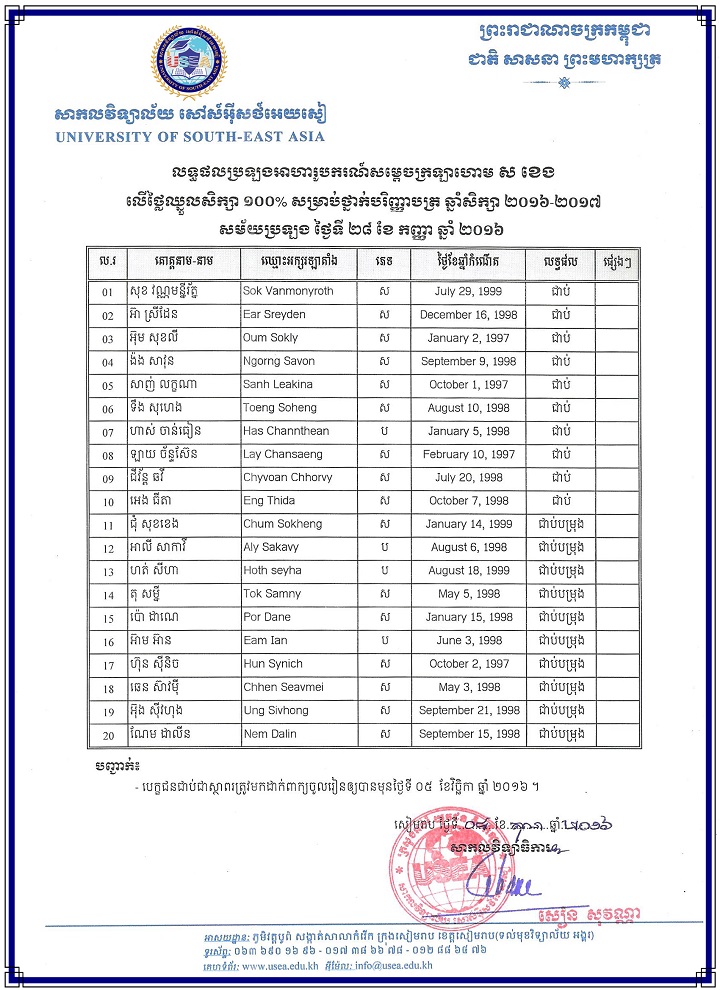 ព្រះរាជាណាចក្រកម្ពុជា
ជាតិ សាសនា ព្រះមហាក្សត្រ
USEA
សាកលវិទ្យាល័យ សៅស៍អ៊ីសថ៍អេយសៀ
UNIVERSITY OF SOUTH-EAST ASIA
លទ្ធផលប្រឡងអាហារូបករណ៍សម្ដេចក្រឡាហោម ស ខេង
លើថ្លៃឈ្នួលសិក្សា ១០០% សម្រាប់ថ្នាក់បរិញ្ញាបត្រ ឆ្នាំសិក្សា ២០១៦-២០១៧
សម័យប្រឡង ថ្ងៃទី ២៨ ខែ កញ្ញា ឆ្នាំ ២០១៦
ល.រ គោត្តនាម-នាម ឈ្មោះអក្សរឡាតាំង ភេទ ថ្ងៃខែឆ្នាំកំណើត លទ្ធផល ផ្សេងៗ
01 សុខ វណ្ណមន្នីរ័ត្ន Sok Vanmonyroth ស July 29, 1999 ជាប់
02 អ៊ា ស្រីដែន Ear Sreyden ស December 16, 1998 ជាប់
03 អ៊ុម សុខលី Oum Sokly ស January 2, 1997 ជាប់
04 ង៉ង សាវុន Ngorng Savon ស September 9, 1998 ជាប់
05 សាញ់ លក្ខណា Sanh Leakina ស October 1, 1997 ជាប់
06 ទឹង សុហេង Toeng Soheng ស August 10, 1998 ជាប់
07 ហាស់ ចាន់ធឿន Has Channthean ប January 5, 1998 ជាប់
08 ឡាយ ច័ន្ទសែ៊ន Lay Chansaeng ស February 10, 1997 ជាប់
09 ជីវ័ន្ត ឆវី Chyvoan Chhorvy ស July 20, 1998 ជាប់
10 អេង ធីតា Eng Thida ស October 7, 1998 ជាប់
11 ជុំ សុខខេង Chum Sokheng ស January 14, 1999 ជាប់បម្រុង
12 អាលី សាកាវី Aly Sakavy ប August 6, 1998 ជាប់បម្រុង
13 ហត់ សីហា Hoth seyha ប August 18, 1999 ជាប់បម្រុង
14 តុ សម្នី Tok Samny ស May 5, 1998 ជាប់បម្រុង
15 ប៉ោ ដាណេ Por Dane ស January 15, 1998 ជាប់បម្រុង
16 អ៊ាម អ៊ាន Eam Ian ប June 3, 1998 ជាប់បម្រុង
17 ហ៊ុន ស៊ីនិច Hun Synich ស October 2, 1997 ជាប់បម្រុង
18 ឆេន ស៊ាវម៉ី Chhen Seavmei ស May 3, 1998 ជាប់បម្រុង
19 អ៊ុង ស៊ីវហុង Ung Sivhong ស September 21, 1998 ជាប់បម្រុង
20 ណែម ដាលីន Nem Dalin ស September 15, 1998 ជាប់បម្រុង
បញ្ជាក់៖
- បេក្ខជនជាប់ជាស្ថាពរត្រូវមកដាក់ពាក្យចូលរៀនឲ្យបានមុនថ្ងៃទី ០៥ ខែវិច្ឆិកា ឆ្នាំ ២០១៦ ។
សៀមរាប ថ្ងៃទី ០៤ ខែ តុលា ឆ្នាំ ២០១៦
សាកលវិទ្យាធិការ
សៀន សុវណ្ណា
អាសយដ្ឋាន: ភូមិវត្តបូព៌ សង្កាត់សាលាកំរើក ក្រុងសៀមរាប ខេត្តសៀមរាប(ទល់មុខវិទ្យាល័យ អង្គរ)
ទូរស័ព្ទ: ០៦៣ ៦៩០ ១៦ ៩៦ - ០១៧ ៣៨ ៦៦ ៧៨ - ០១២ ៨៨ ៦៥ ៧៦
គេហទំព័រ: www.usea.edu.kh អ៊ីម៉ែល: info@usea.edu.kh